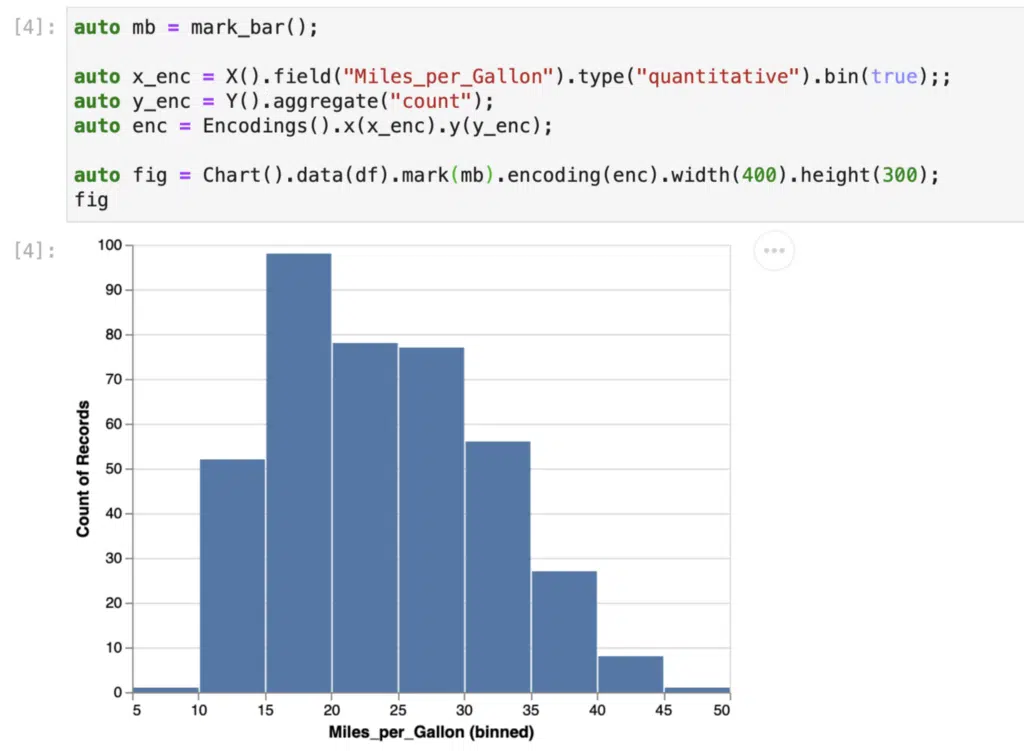 [4]:
auto mb = mark_bar();
auto x_enc = X().field("Miles_per_Gallon").type("quantitative").bin(true);;
auto y_enc = Y().aggregate("count");
auto enc = Encodings().x(x_enc).y(y_enc);
auto fig = Chart().data(df).mark(mb).encoding(enc).width(400).height(300);
fig
[4]:
100
90
80
70
60
50
40
30
20
10
0
Count of Records
5 10 15 20 25 30 35 40 45 50
Miles_per_Gallon (binned)